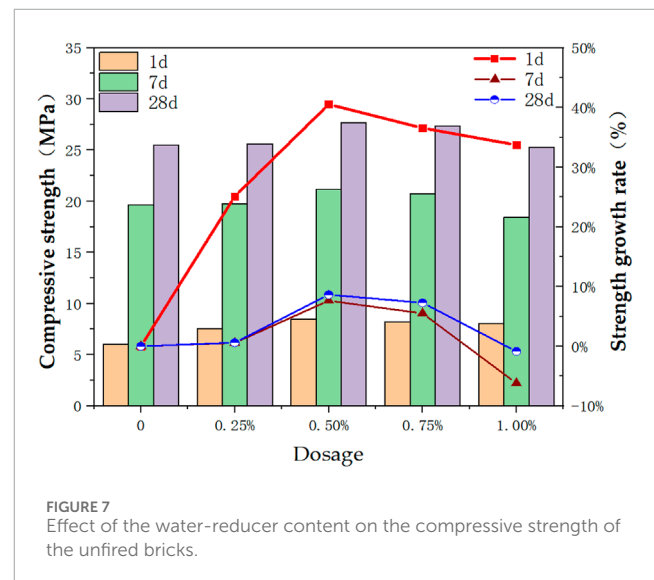 35
30
25
20
15
10
5
0
Compressive strength（MPa）
1d
7d
28d
1d
7d
28d
50%
40%
30%
20%
10%
0%
-10%
Strength growth rate（%）
0 0.25% 0.50% 0.75% 1.00%
Dosage
FIGURE 7
Effect of the water-reducer content on the compressive strength of
the unfired bricks.